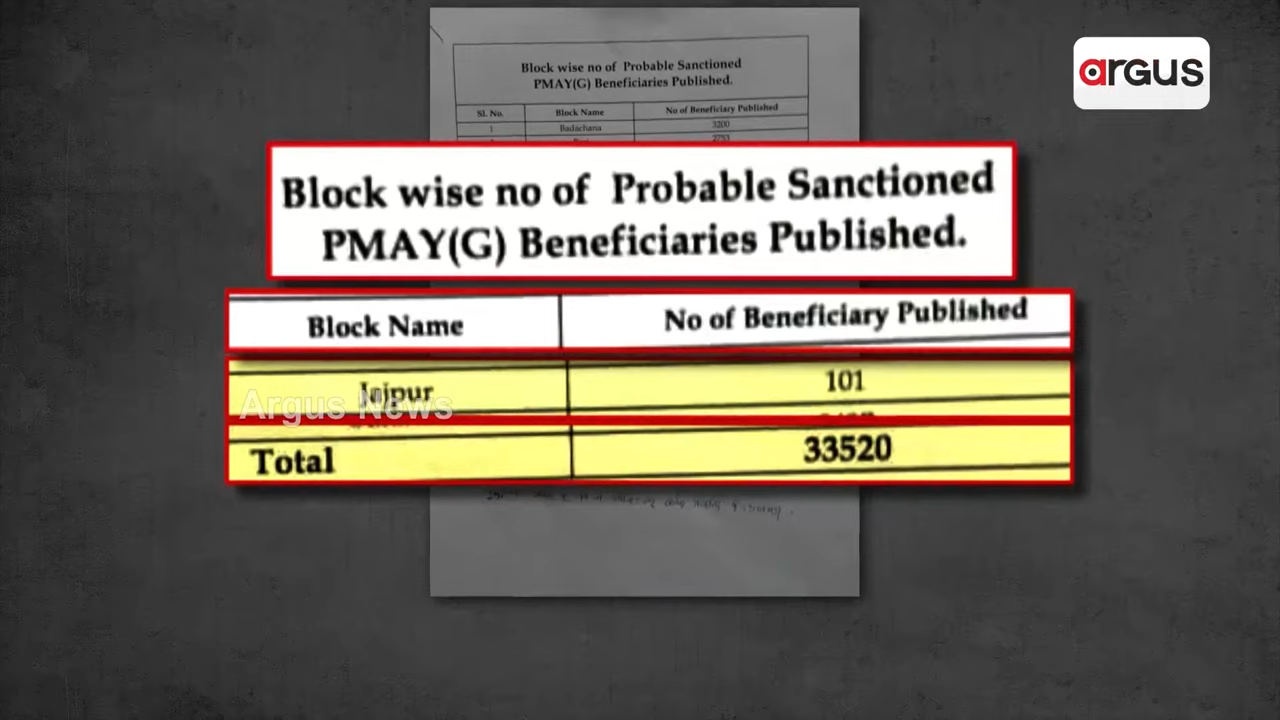 argus
Block wise no of Probable Sanctioned
PMAY(G) Beneficiaries Published.
Sl. No. Block Name No of Beneficiary Published
1 Badachana 3200
2793
Block wise no of Probable Sanctioned
PMAY(G) Beneficiaries Published.
Block Name No of Beneficiary Published
Jajpur 101
Argus News
Total 33520